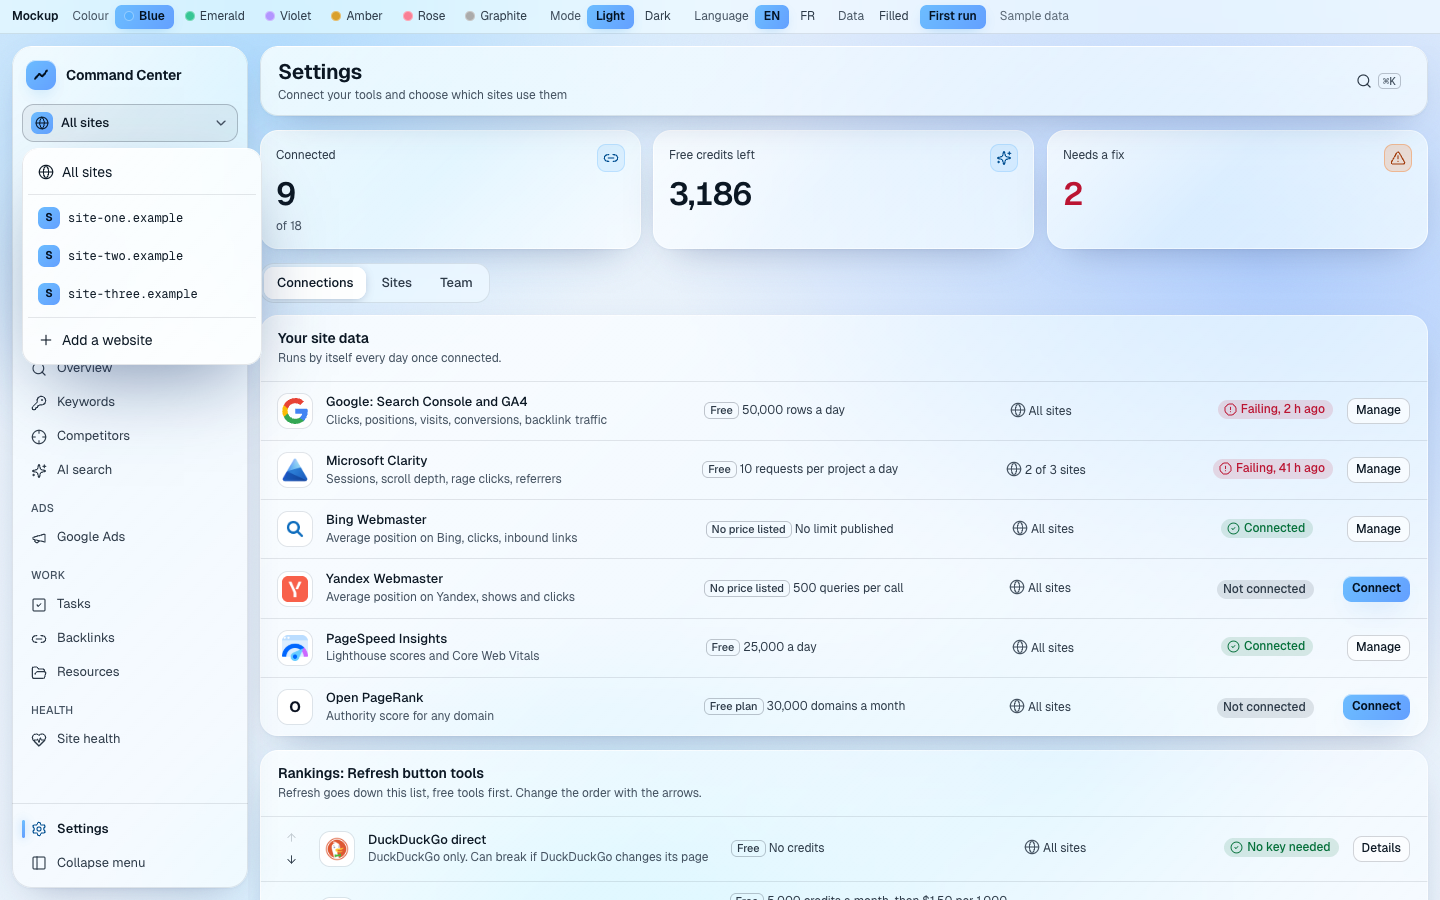 Mockup Colour Blue Emerald Violet Amber Rose Graphite Mode Light Dark Language EN FR Data Filled First run Sample data
Command Center
All sites
All sites
S site-one.example
S site-two.example
S site-three.example
Add a website
Overview
Keywords
Competitors
AI search
ADS
Google Ads
WORK
Tasks
Backlinks
Resources
HEALTH
Site health
Settings
Collapse menu
Settings
Connect your tools and choose which sites use them
⌘K
Connected
9
of 18
Free credits left
3,186
Needs a fix
2
Connections Sites Team
Your site data
Runs by itself every day once connected.
Google: Search Console and GA4
Clicks, positions, visits, conversions, backlink traffic
Free 50,000 rows a day
All sites
Failing, 2 h ago
Manage
Microsoft Clarity
Sessions, scroll depth, rage clicks, referrers
Free 10 requests per project a day
2 of 3 sites
Failing, 41 h ago
Manage
Bing Webmaster
Average position on Bing, clicks, inbound links
No price listed No limit published
All sites
Connected
Manage
Yandex Webmaster
Average position on Yandex, shows and clicks
No price listed 500 queries per call
All sites
Not connected
Connect
PageSpeed Insights
Lighthouse scores and Core Web Vitals
Free 25,000 a day
All sites
Connected
Manage
O
Open PageRank
Authority score for any domain
Free plan 30,000 domains a month
All sites
Not connected
Connect
Rankings: Refresh button tools
Refresh goes down this list, free tools first. Change the order with the arrows.
DuckDuckGo direct
DuckDuckGo only. Can break if DuckDuckGo changes its page
Free No credits
All sites
No key needed
Details
Free 5,000 credits a month, then $1.50 per 1,000